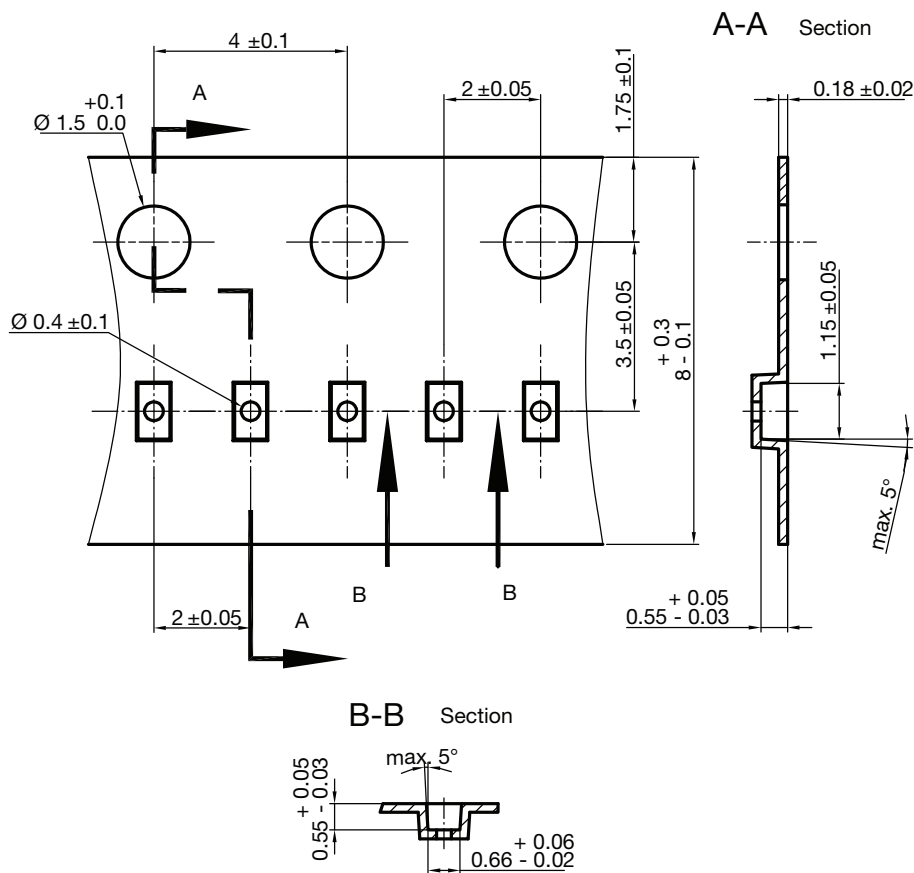 A-A Section
4 ±0.1
A
2 ±0.05
1.75 ±0.1
0.18 ±0.02
+0.1
Ø 1.5 0.0
3.5 ±0.05
+ 0.3
8 - 0.1
1.15 ±0.05
Ø 0.4 ±0.1
max. 5°
B
B
2 ±0.05
A
+ 0.05
0.55 - 0.03
B-B Section
max. 5°
+ 0.05
0.55 - 0.03
+ 0.06
0.66 - 0.02